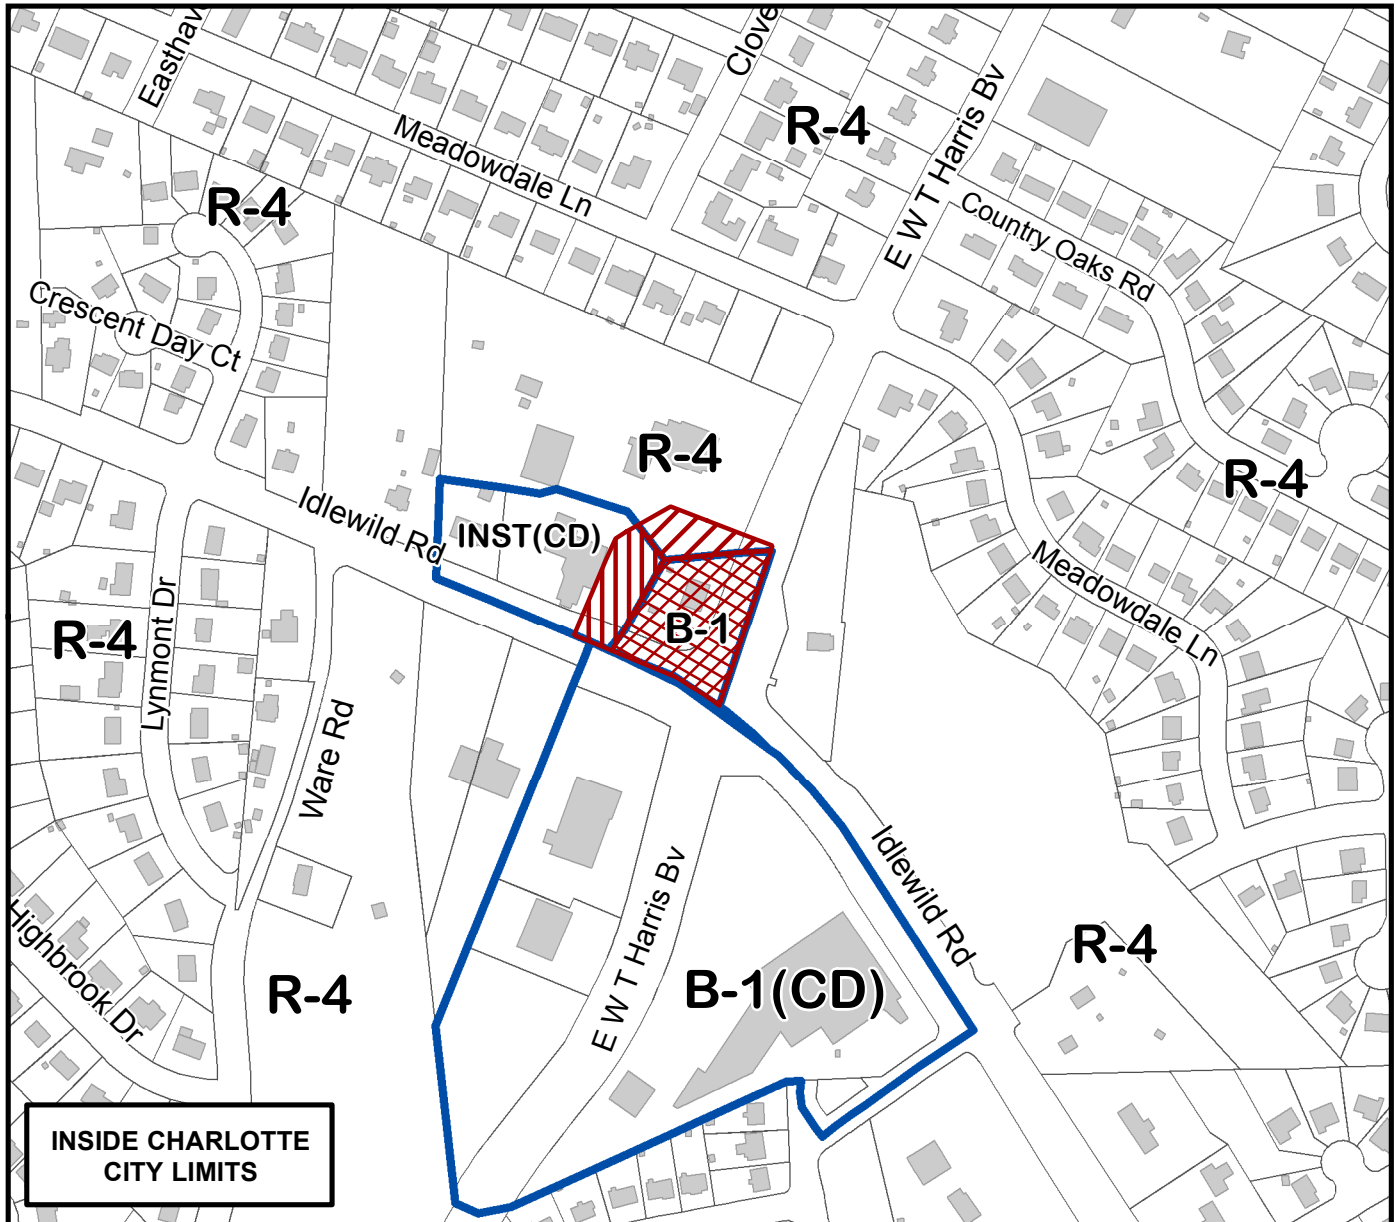 Easthav
Clove
R-4
Meadowdale Ln
E W T Harris Bv
R-4
Country Oaks Rd
Crescent Day Ct
R-4
R-4
Idlewild Rd
INST(CD)
Meadowdale Ln
B-1
R-4
Lynmont Dr
Ware Rd
Idlewild Rd
E W T Harris Bv
Highbrook Dr
R-4
B-1(CD)
R-4
INSIDE CHARLOTTE
CITY LIMITS